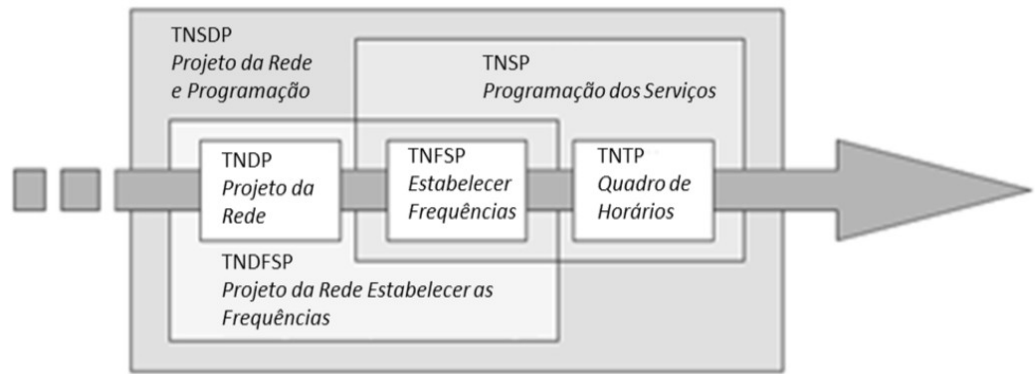 TNSDP
Projeto da Rede
e Programação
TNSP
Programação dos Serviços
TNDP
Projeto da
Rede
TNFSP
Estabelecer
Frequências
TNTP
Quadro de
Horários
TNDFSP
Projeto da Rede Estabelecer as
Frequências